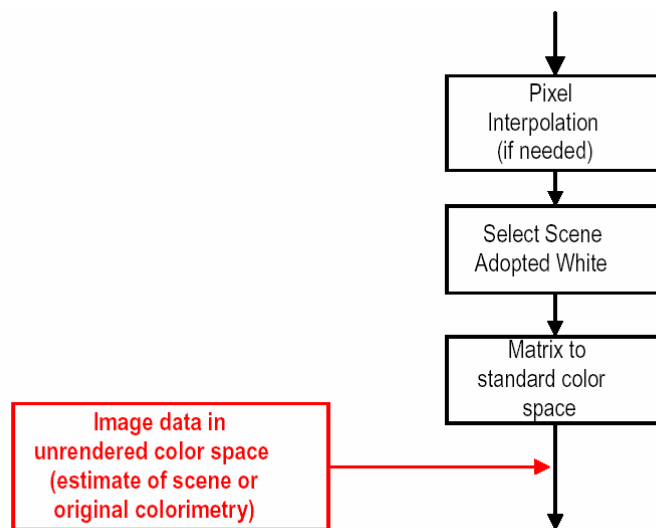 Pixel
Interpolation
(if needed)
Select Scene
Adopted White
Matrix to
standard color
space
Image data in
unrendered color space
(estimate of scene or
original colorimetry)